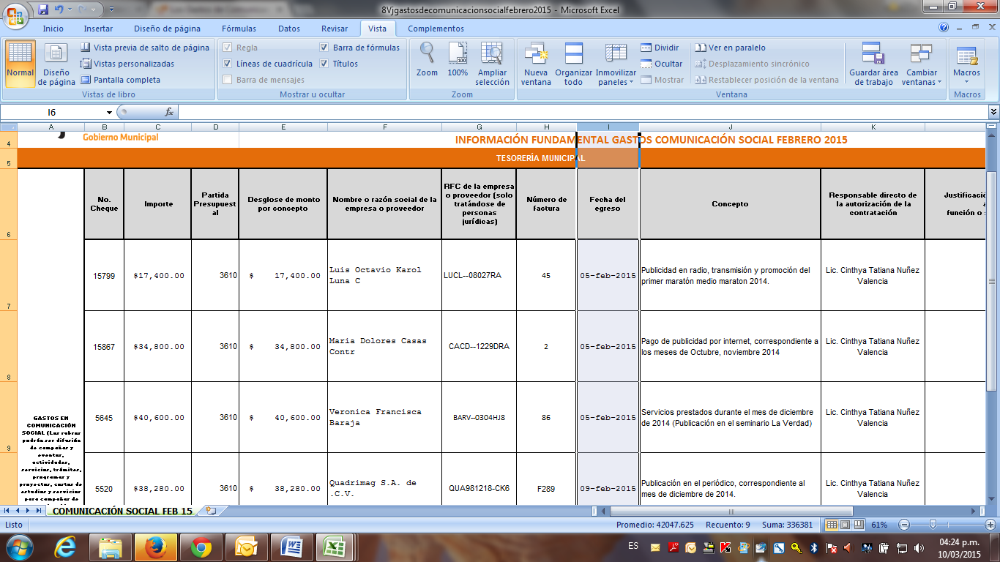 8Vjgastosdecomunicacionsocialfebrero2015 - Microsoft Excel
Inicio Insertar Diseño de página Fórmulas Datos Revisar Vista Complementos
Normal
Diseño de página
Vista previa de salto de página
Vistas personalizadas
Pantalla completa
Vistas de libro
Regla
Líneas de cuadrícula
Barra de mensajes
Barra de fórmulas
Títulos
Mostrar u ocultar
Zoom
100%
Ampliar selección
Zoom
Nueva ventana
Organizar todo
Inmovilizar paneles
Dividir
Ocultar
Mostrar
Ver en paralelo
Desplazamiento sincrónico
Restablecer posición de la ventana
Guardar área de trabajo
Cambiar ventanas
Ventana
Macros
Macros
I6 fx
A B C D E F G H I J K
4 Gobierno Municipal INFORMACIÓN FUNDAMENTAL GASTOS COMUNICACIÓN SOCIAL FEBRERO 2015
5 TESORERÍA MUNICIPAL
6
No. Cheque
Importe
Partida Presupuestal
Desglose de monto por concepto
Nombre o razón social de la empresa o proveedor
RFC de la empresa o proveedor (solo tratándose de personas jurídicas)
Número de factura
Fecha del egreso
Concepto
Responsable directo de la autorización de la contratación
Justificació
función o
7
15799 $17,400.00 3610 $ 17,400.00 Luis Octavio Karol Luna C LUCL--08027RA 45 05-feb-2015 Publicidad en radio, transmisión y promoción del primer maratón medio maraton 2014. Lic. Cinthya Tatiana Nuñez Valencia
8
15867 $34,800.00 3610 $ 34,800.00 Maria Dolores Casas Contr CACD--1229DRA 2 05-feb-2015 Pago de publicidad por internet, correspondiente a los meses de Octubre, noviembre 2014 Lic. Cinthya Tatiana Nuñez Valencia
9
5645 $40,600.00 3610 $ 40,600.00 Veronica Francisca Baraja BARV--0304HJ8 86 05-feb-2015 Servicios prestados durante el mes de diciembre de 2014 (Publicación en el seminario La Verdad) Lic. Cinthya Tatiana Nuñez Valencia
5520 $38,280.00 3610 $ 38,280.00 Quadrimag S.A. de .C.V. QUA981218-CK6 F289 09-feb-2015 Publicación en el periódico, correspondiente al mes de diciembre de 2014. Lic. Cinthya Tatiana Nuñez Valencia
GASTOS EN
COMUNICACIÓN
SOCIAL (Los rubros
podrán ser difusión
de campañas y
eventos,
actividades,
servicios, trámites,
programas y
proyectos, costos de
estudios y servicios
para campañas de
COMUNICACIÓN SOCIAL FEB 15
Listo Promedio: 42047.625 Recuento: 9 Suma: 336381 61%
ES
04:24 p.m.
10/03/2015